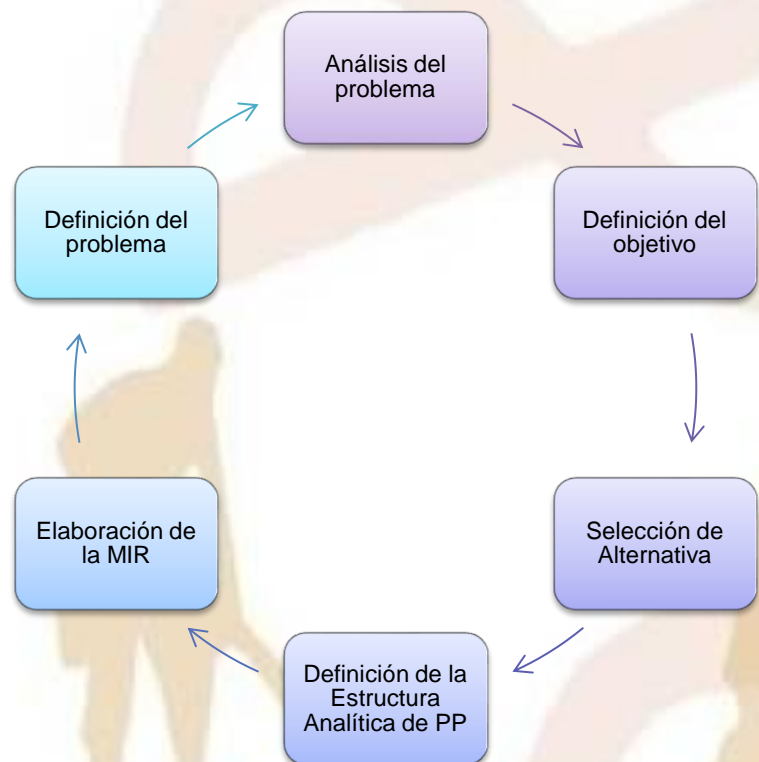 Análisis del
problema
Definición del
objetivo
Selección de
Alternativa
Definición de la
Estructura
Analítica de PP
Elaboración de
la MIR
Definición del
problema